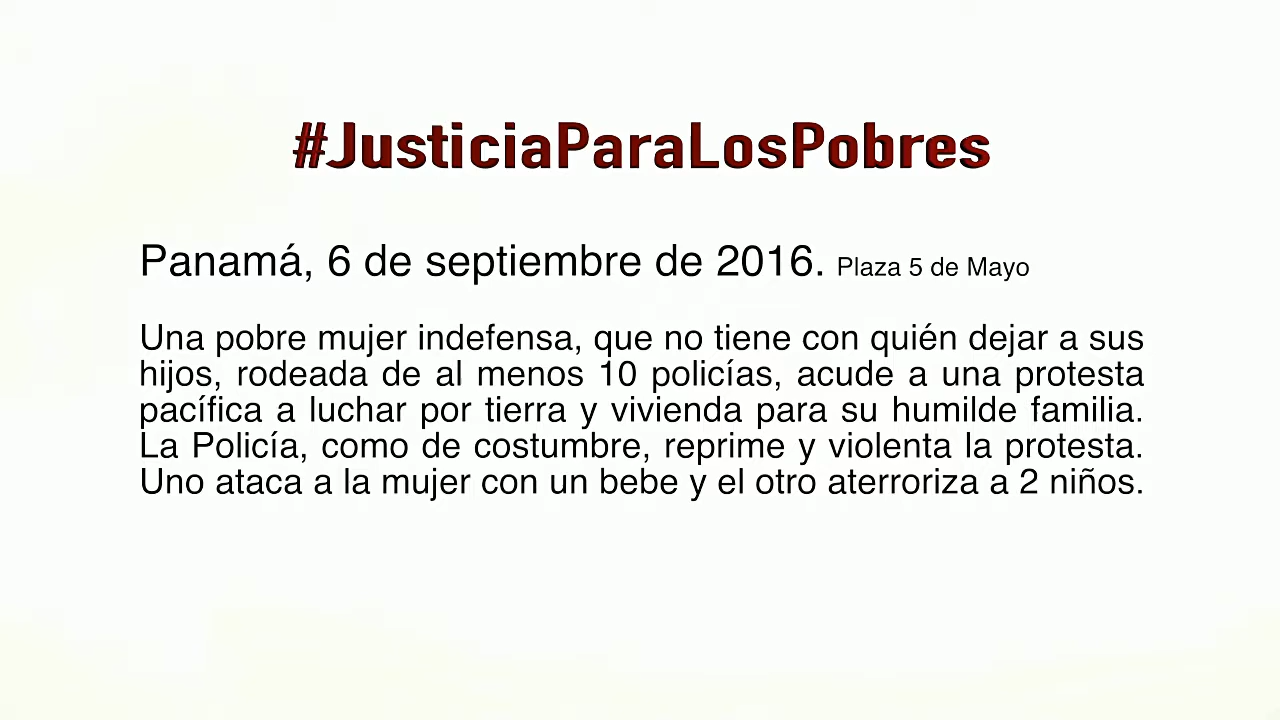 #JusticiaParaLosPobres
Panamá, 6 de septiembre de 2016. Plaza 5 de Mayo
Una pobre mujer indefensa, que no tiene con quién dejar a sus
hijos, rodeada de al menos 10 policías, acude a una protesta
pacífica a luchar por tierra y vivienda para su humilde familia.
La Policía, como de costumbre, reprime y violenta la protesta.
Uno ataca a la mujer con un bebe y el otro aterroriza a 2 niños.